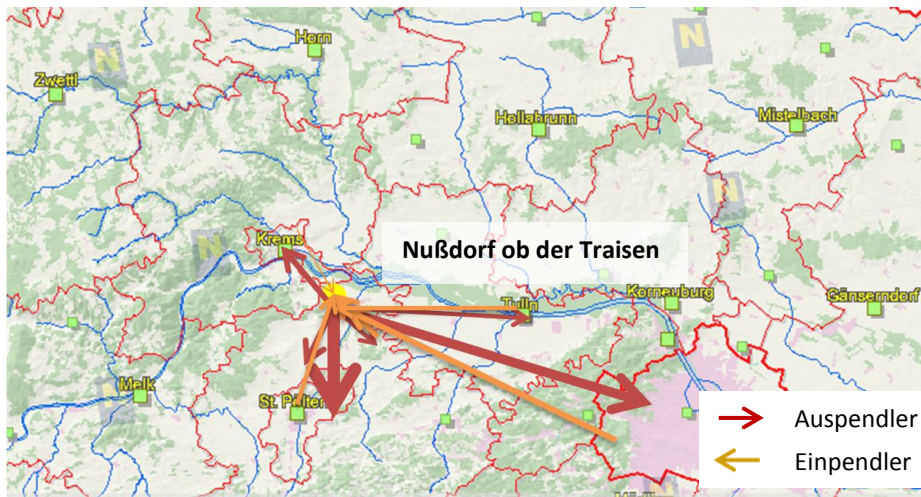 Horn
N
N
Zwettl
Hollabrunn
Mistelbach
N
Krems
N
Nußdorf ob der Traisen
Tulln
Korneuburg
Gänserndorf
Melk
St. Pölten
Auspendler
Einpendler